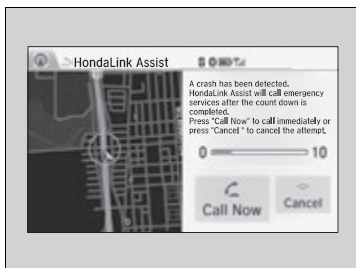 HondaLink Assist
A crash has been detected.
HondaLink Assist will call emergency
services after the count down is
completed.
Press "Call Now" to call immediately or
press "Cancel " to cancel the attempt.
0 10
Call Now
Cancel